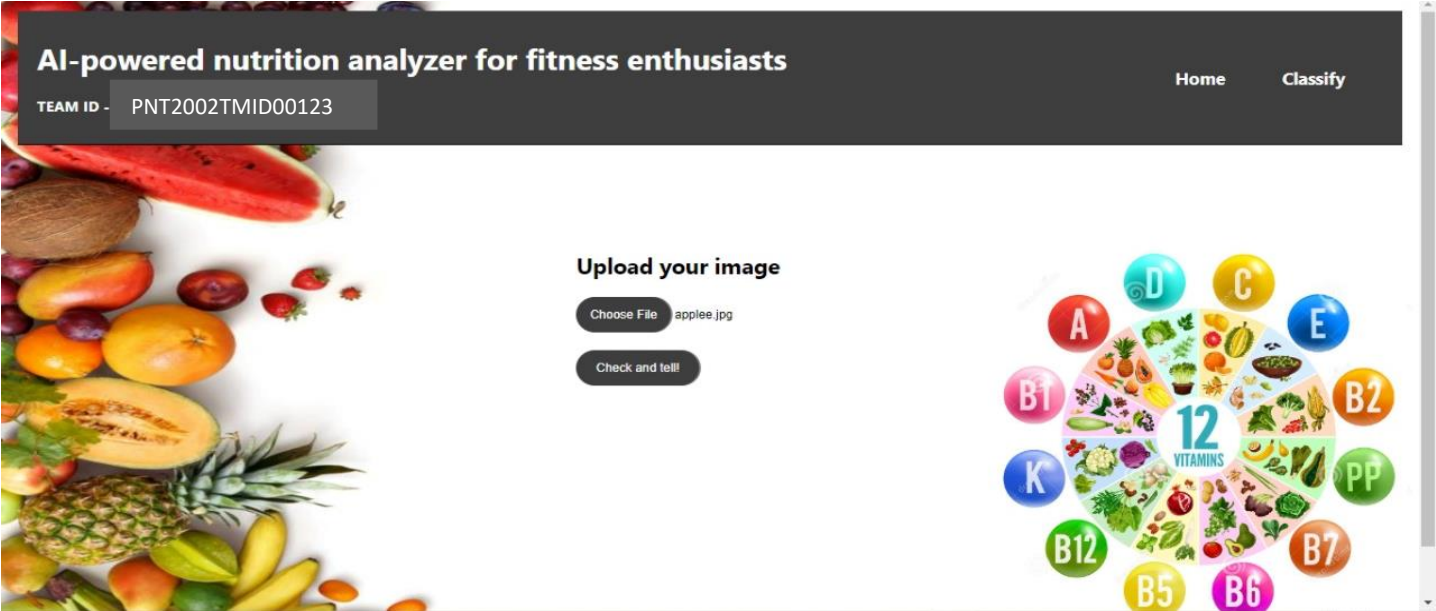 AI-powered nutrition analyzer for fitness enthusiasts
TEAM ID - PNT2002TMID00123
Home Classify
Upload your image
Choose File applee.jpg
Check and tell!
D C
A E
B1 B2
12
VITAMINS
K PP
B12 B7
B5 B6